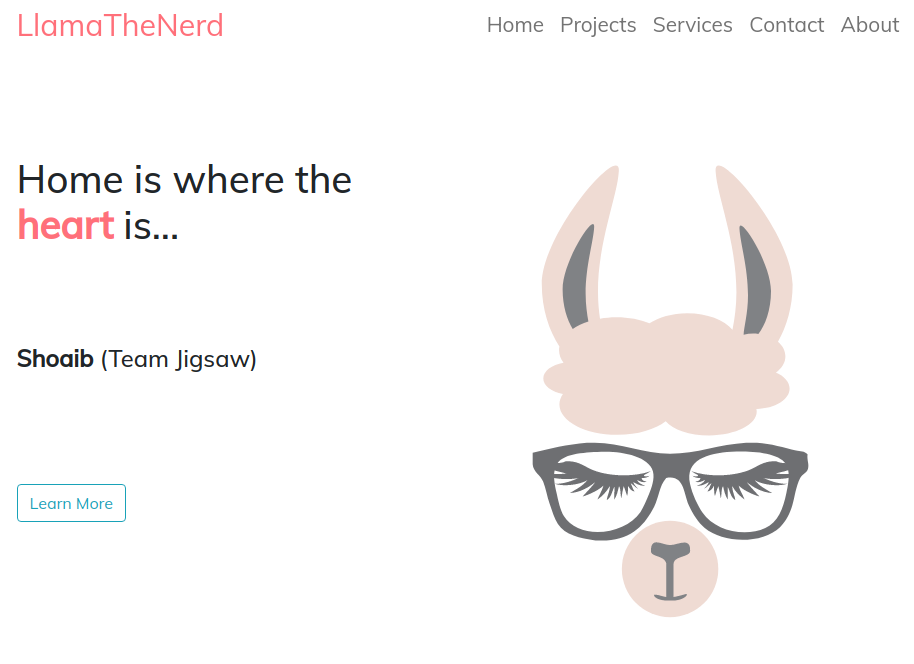 LlamaTheNerd
Home Projects Services Contact About
Home is where the
heart is...
Shoaib (Team Jigsaw)
Learn More